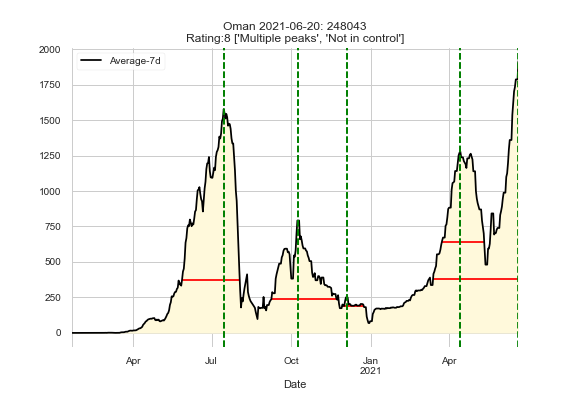 Oman 2021-06-20: 248043
Rating:8 ['Multiple peaks', 'Not in control']
Average-7d
2000
1750
1500
1250
1000
750
500
250
0
Apr
Jul
Oct
Jan
2021
Apr
Date